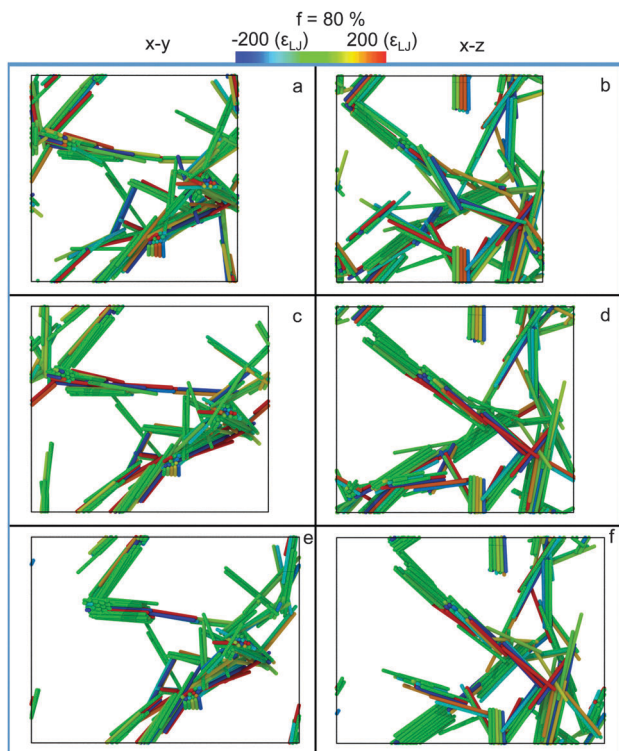 f = 80 %
x-y
-200 (ε_LJ)
200 (ε_LJ)
x-z
a
b
c
d
e
f